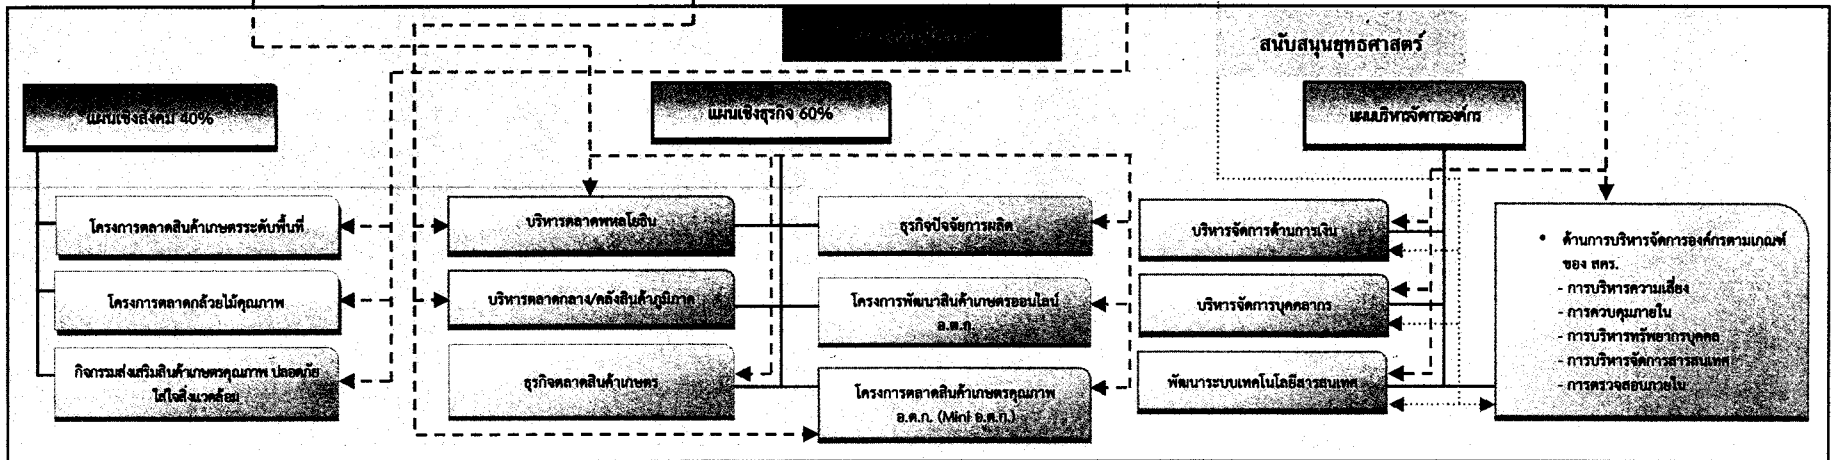 สนับสนุนยุทธศาสตร์
แผนเชิงสังคม 40%
แผนเชิงธุรกิจ 60%
แผนบริหารจัดการองค์กร
โครงการตลาดสินค้าเกษตรระดับพื้นที่
โครงการตลาดกล้วยไม้คุณภาพ
กิจกรรมส่งเสริมสินค้าเกษตรคุณภาพ ปลอดภัย
ใส่ใจสิ่งแวดล้อม
บริหารตลาดพหลโยธิน
บริหารตลาดกลาง/คลังสินค้าภูมิภาค
ธุรกิจตลาดสินค้าเกษตร
ธุรกิจปัจจัยการผลิต
โครงการพัฒนาสินค้าเกษตรออนไลน์
อ.ต.ก.
โครงการตลาดสินค้าเกษตรคุณภาพ
อ.ต.ก. (Mini อ.ต.ก.)
บริหารจัดการด้านการเงิน
บริหารจัดการบุคคลากร
พัฒนาระบบเทคโนโลยีสารสนเทศ
• ด้านการบริหารจัดการองค์กรตามเกณฑ์
ของ สคร.
- การบริหารความเสี่ยง
- การควบคุมภายใน
- การบริหารทรัพยากรบุคคล
- การบริหารจัดการสารสนเทศ
- การตรวจสอบภายใน